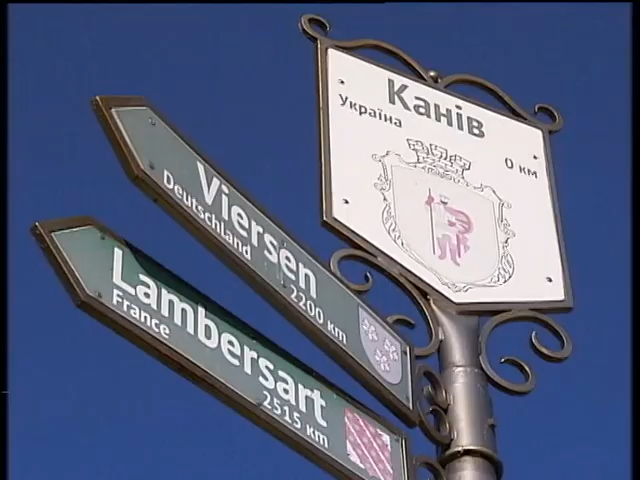 Канів
Україна
0 км
Viersen
Deutschland
2200 км
Lambersart
France
2515 км